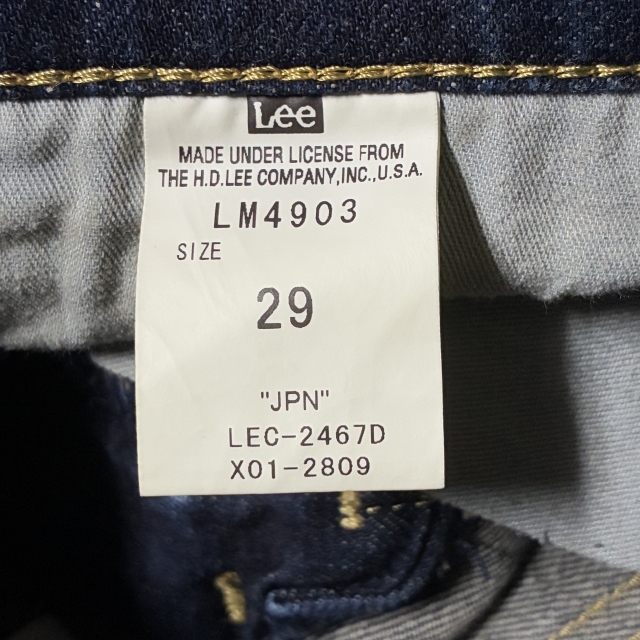 Lee
MADE UNDER LICENSE FROM
THE H.D.LEE COMPANY,INC.,U.S.A.
LM4903
SIZE
29
"JPN"
LEC-2467D
X01-2809